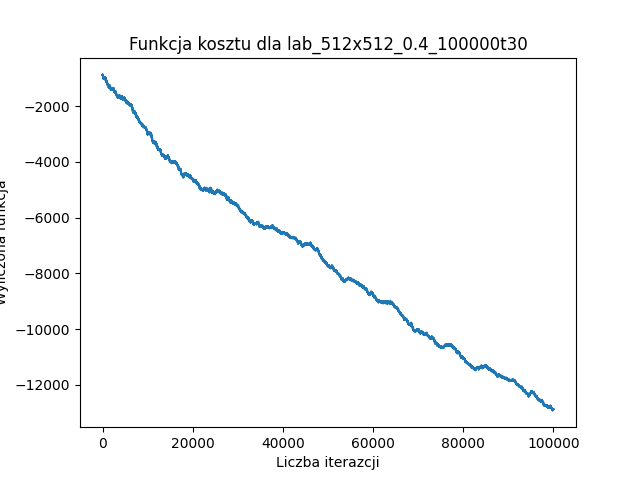 Funkcja kosztu dla lab_512x512_0.4_100000t30
−2000
−4000
−6000
−8000
−10000
−12000
Wyliczona funkcja
0 20000 40000 60000 80000 100000
Liczba iterazcji